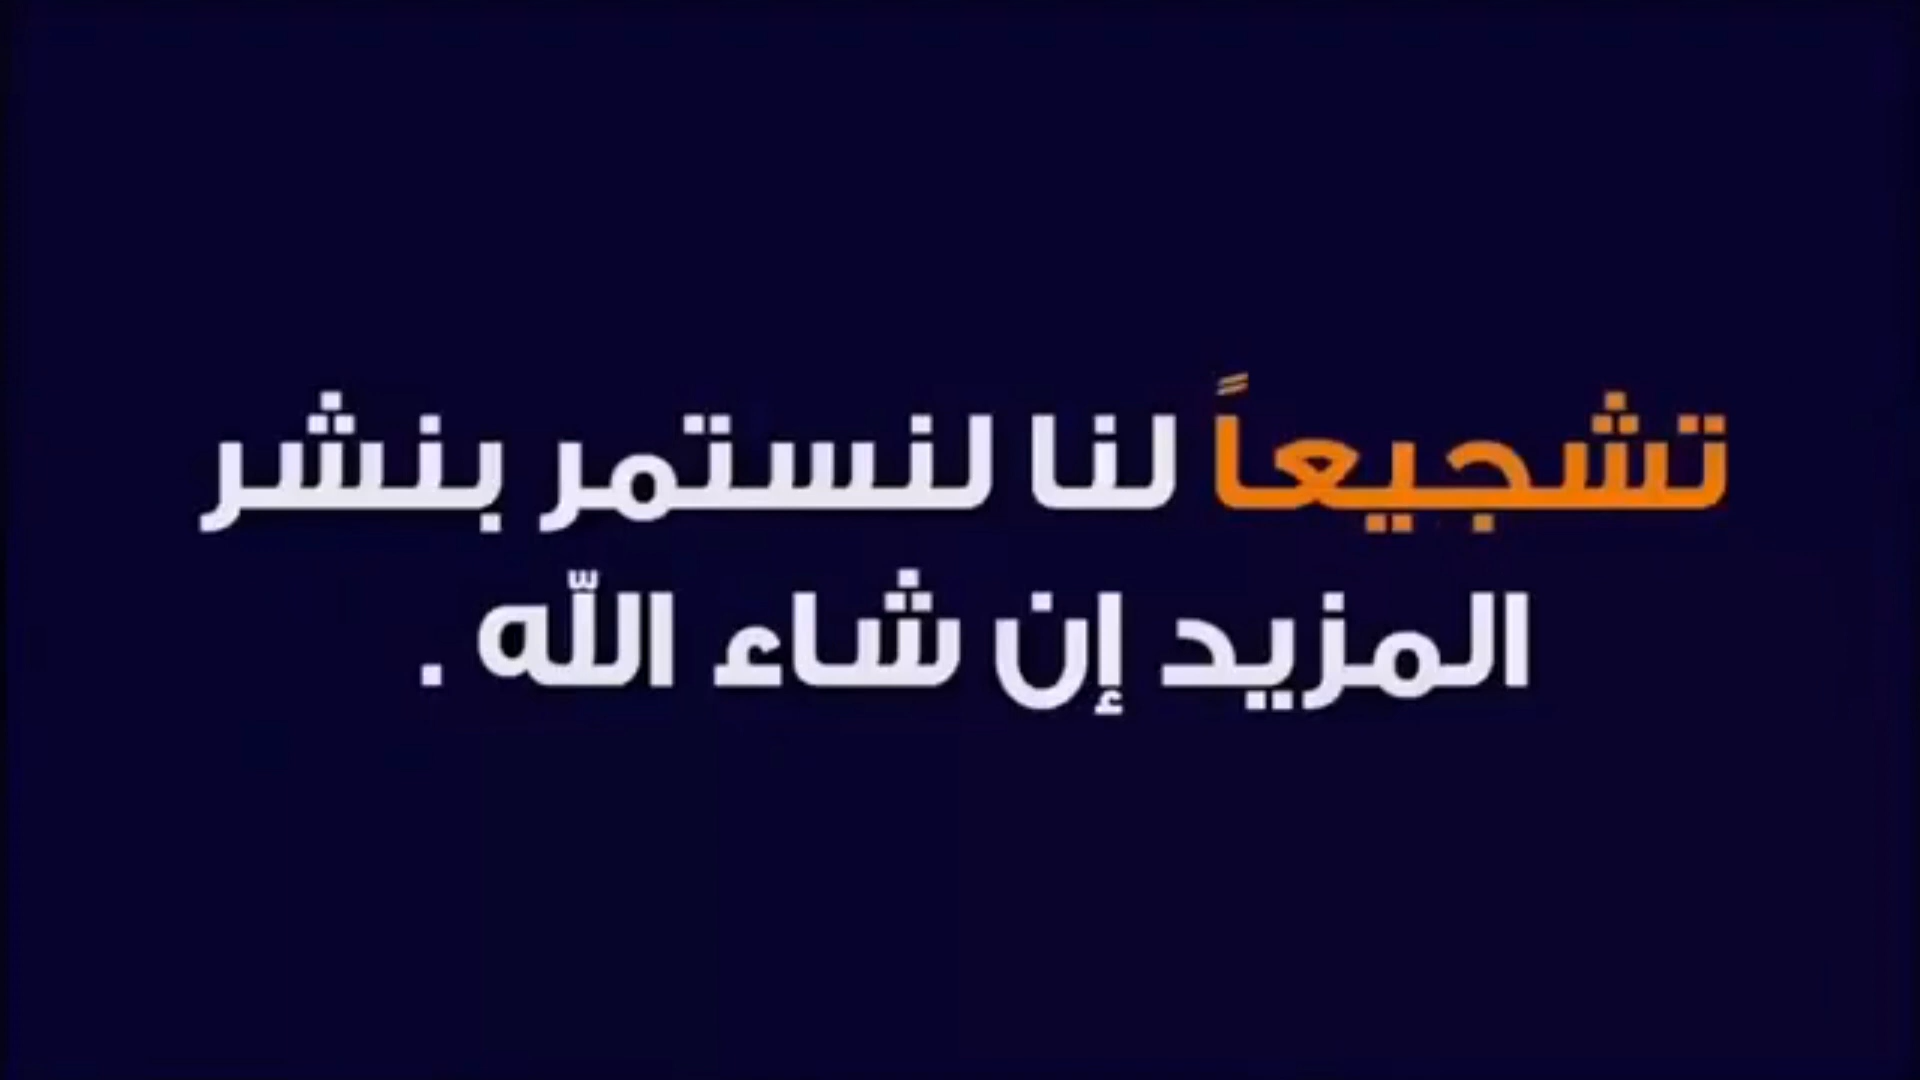 تشجيعاً لنا لنستمر بنشر
المزيد إن شاء اللّه .